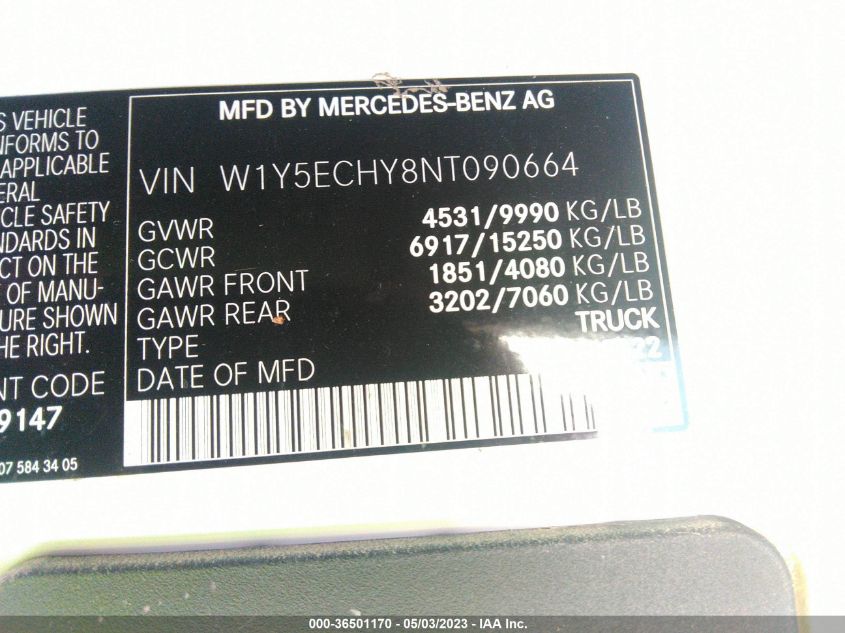 S VEHICLE
NFORMS TO
APPLICABLE
ERAL
CLE SAFETY
NDARDS IN
CT ON THE
OF MANU-
URE SHOWN
HE RIGHT.
NT CODE
9147
07 584 34 05
MFD BY MERCEDES-BENZ AG
VIN W1Y5ECHY8NT090664
GVWR 4531/9990 KG/LB
GCWR 6917/15250 KG/LB
GAWR FRONT 1851/4080 KG/LB
GAWR REAR 3202/7060 KG/LB
TYPE TRUCK
DATE OF MFD 22
000-36501170 - 05/03/2023 - IAA Inc.